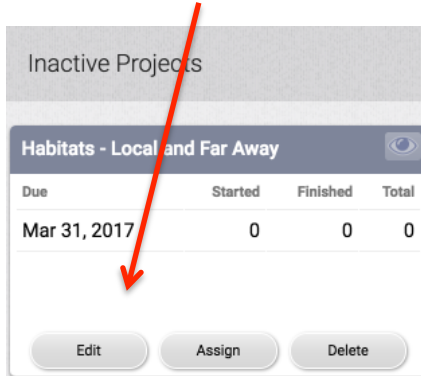 Inactive Projects
Habitats - Local and Far Away
Due Started Finished Total
Mar 31, 2017 0 0 0
Edit Assign Delete